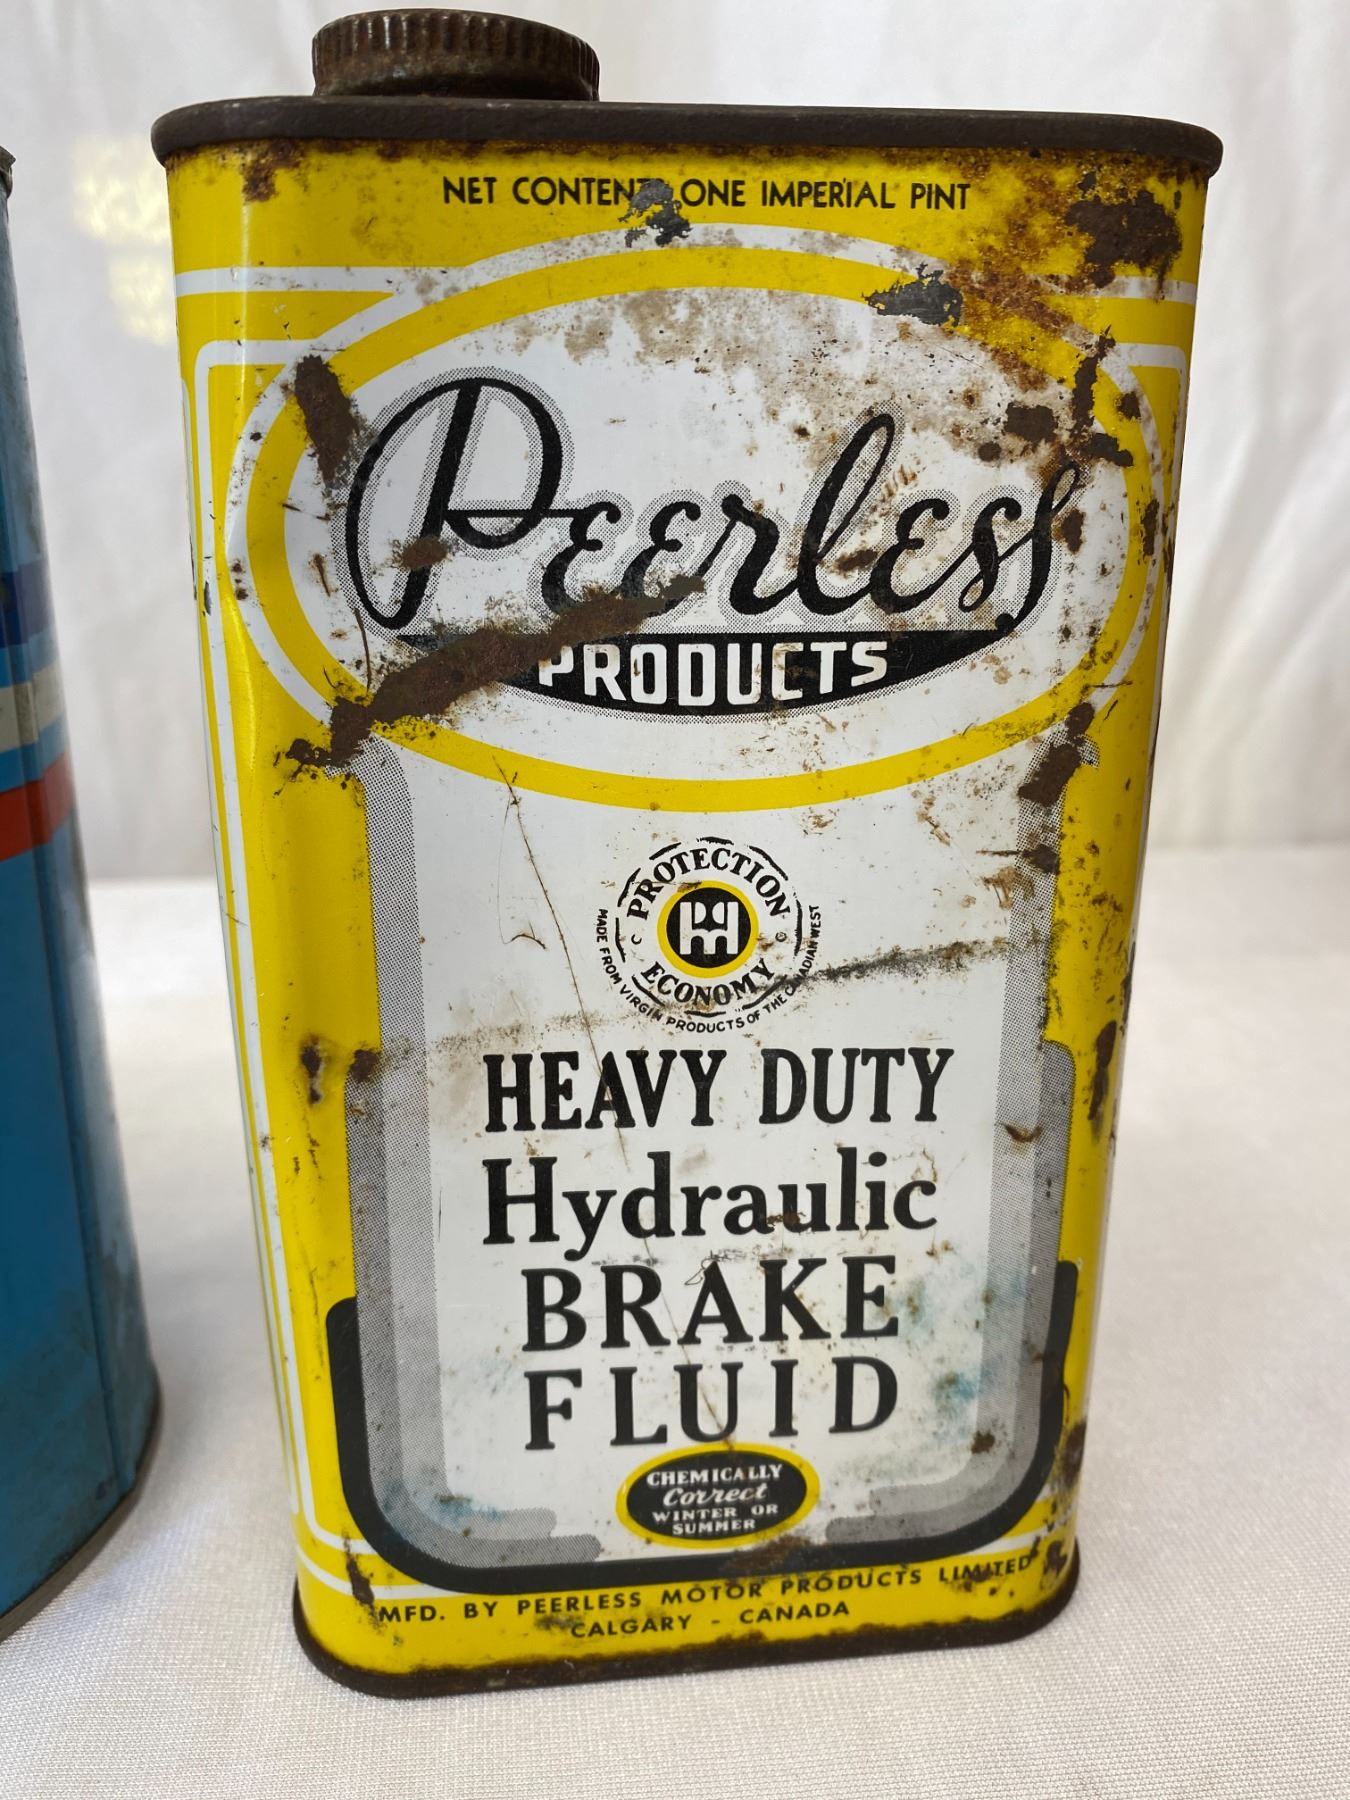 NET CONTENTS ONE IMPERIAL PINT
Peerless
PRODUCTS
PROTECTION
ECONOMY
MADE FROM VIRGIN PRODUCTS OF THE CANADIAN WEST
HEAVY DUTY
Hydraulic
BRAKE
FLUID
CHEMICALLY
Correct
WINTER OR
SUMMER
MFD. BY PEERLESS MOTOR PRODUCTS LIMITED
CALGARY - CANADA